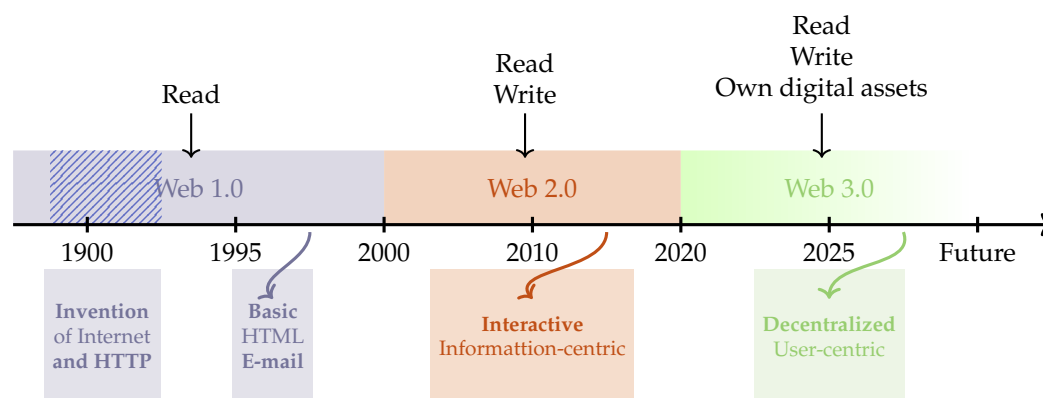 Read
Read
Write
Read
Write
Own digital assets
Web 1.0
Web 2.0
Web 3.0
1900
1995
2000
2010
2020
2025
Future
Invention
of Internet
and HTTP
Basic
HTML
E-mail
Interactive
Informattion-centric
Decentralized
User-centric